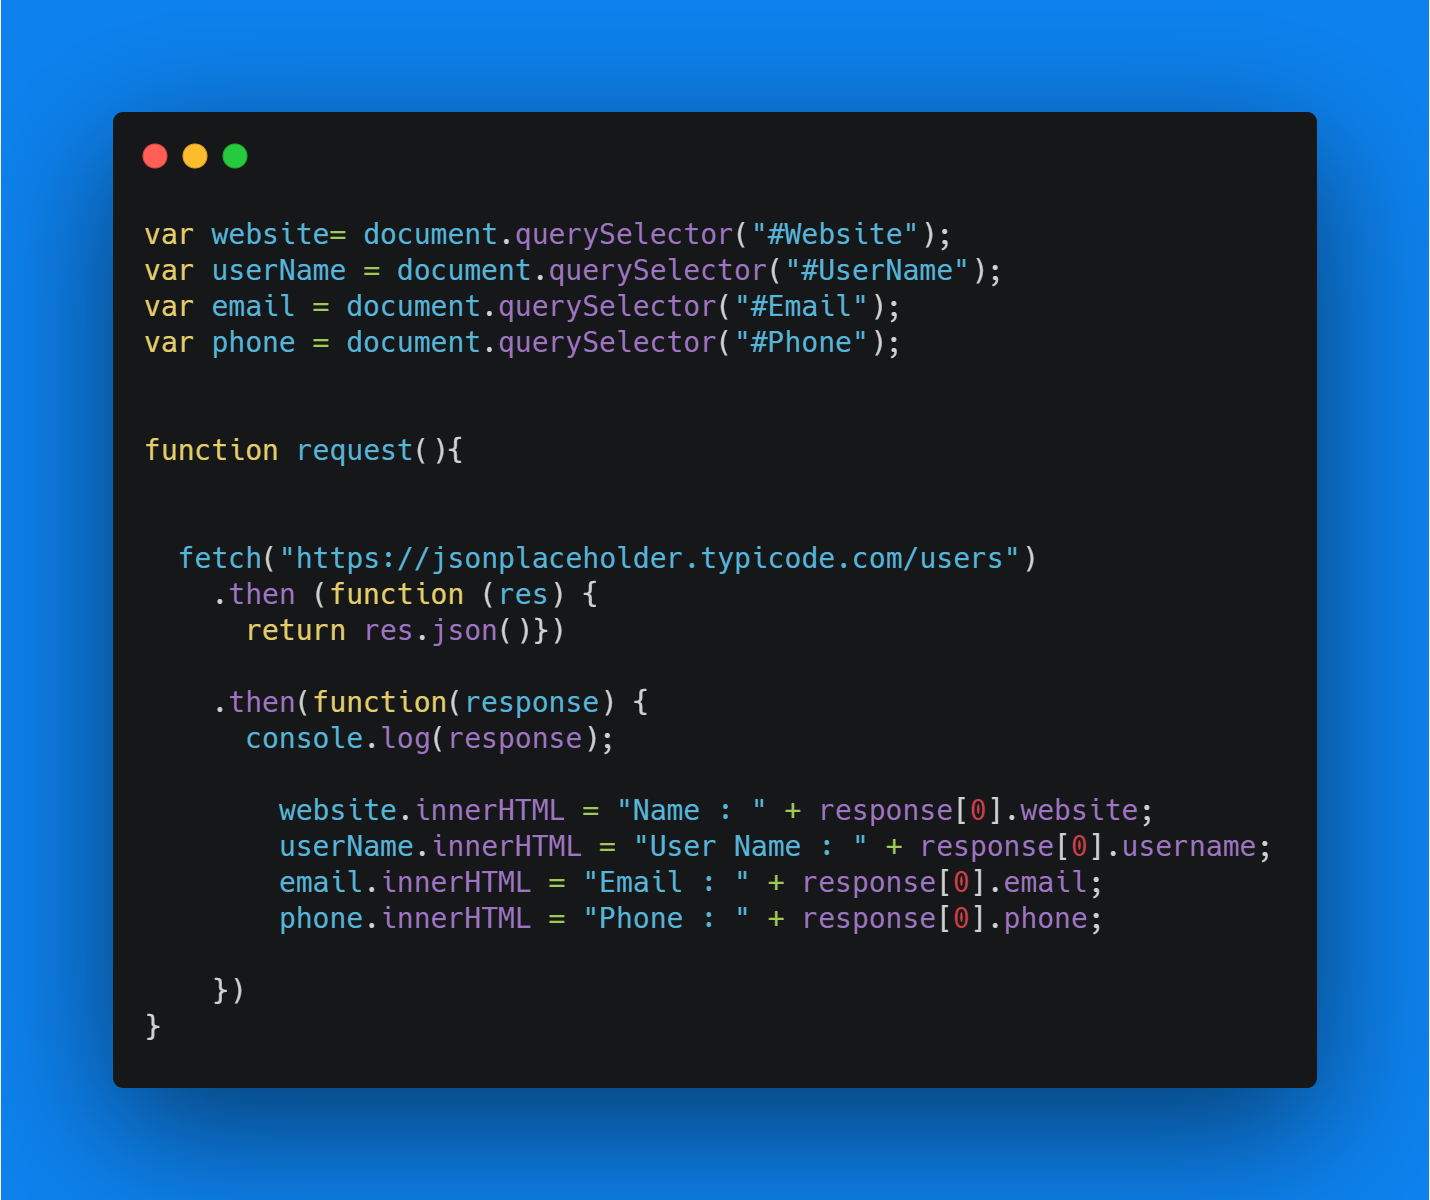 var website= document.querySelector("#Website");
var userName = document.querySelector("#UserName");
var email = document.querySelector("#Email");
var phone = document.querySelector("#Phone");
function request(){
  fetch("https://jsonplaceholder.typicode.com/users")
    .then (function (res) {
      return res.json()})
    .then(function(response) {
      console.log(response);
        website.innerHTML = "Name : " + response[0].website;
        userName.innerHTML = "User Name : " + response[0].username;
        email.innerHTML = "Email : " + response[0].email;
        phone.innerHTML = "Phone : " + response[0].phone;
    })
}